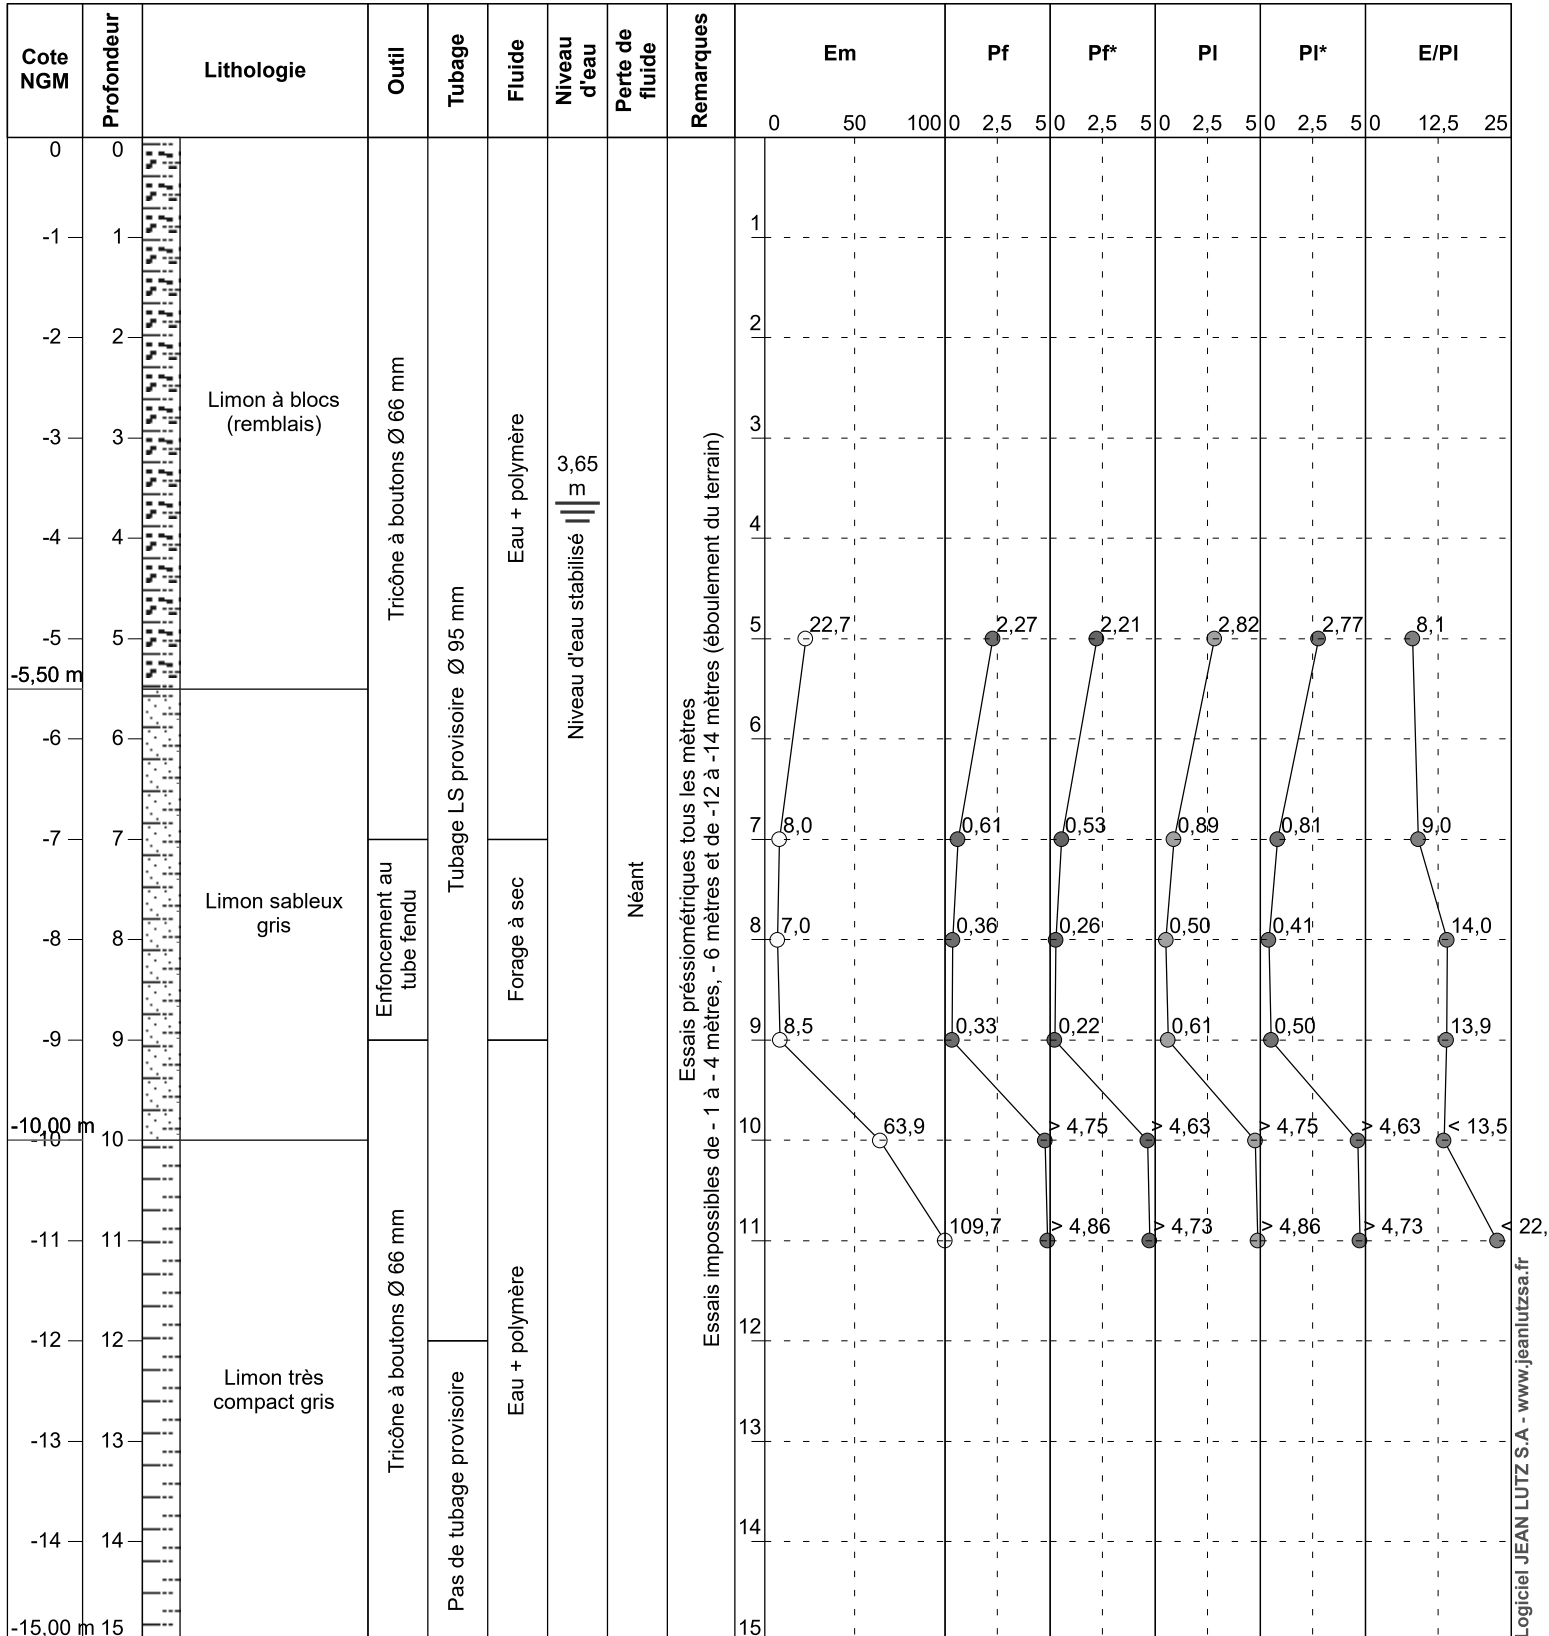 Cote NGM
Profondeur
Lithologie
Outil
Tubage
Fluide
Niveau d'eau
Perte de fluide
Remarques
Em
Pf
Pf*
Pl
Pl*
E/Pl
0 50 100
0 2,5 5
0 2,5 5
0 2,5 5
0 2,5 5
0 12,5 25
0 0
-1 1 1
-2 2 2
-3 3 3
-4 4 4
-5 5 5
-5,50 m
-6 6 6
-7 7 7
-8 8 8
-9 9 9
-10,00 m
-10 10 10
-11 11 11
-12 12 12
-13 13 13
-14 14 14
-15,00 m 15 15
Limon à blocs
(remblais)
Limon sableux
gris
Limon très
compact gris
Tricône à boutons Ø 66 mm
Enfoncement au
tube fendu
Tricône à boutons Ø 66 mm
Tubage LS provisoire Ø 95 mm
Pas de tubage provisoire
Eau + polymère
Forage à sec
Eau + polymère
3,65
m
Niveau d'eau stabilisé
Néant
Essais préssiométriques tous les mètres
Essais impossibles de - 1 à - 4 mètres, - 6 mètres et de -12 à -14 mètres (éboulement du terrain)
22,7 2,27 2,21 2,82 2,77 8,1
8,0 0,61 0,53 0,89 0,81 9,0
7,0 0,36 0,26 0,50 0,41 14,0
8,5 0,33 0,22 0,61 0,50 13,9
63,9 > 4,75 > 4,63 > 4,75 > 4,63 < 13,5
109,7 > 4,86 > 4,73 > 4,86 > 4,73 < 22,
Logiciel JEAN LUTZ S.A - www.jeanlutzsa.fr